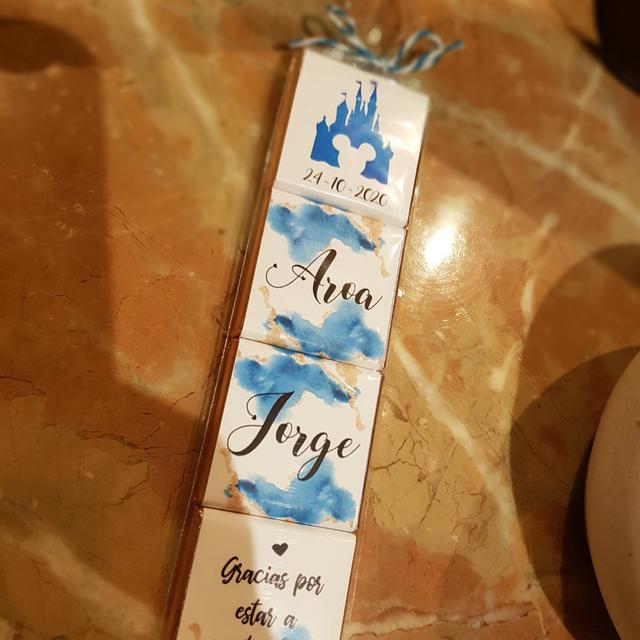 24-10-2020
Aroa
Jorge
Gracias por
estar a